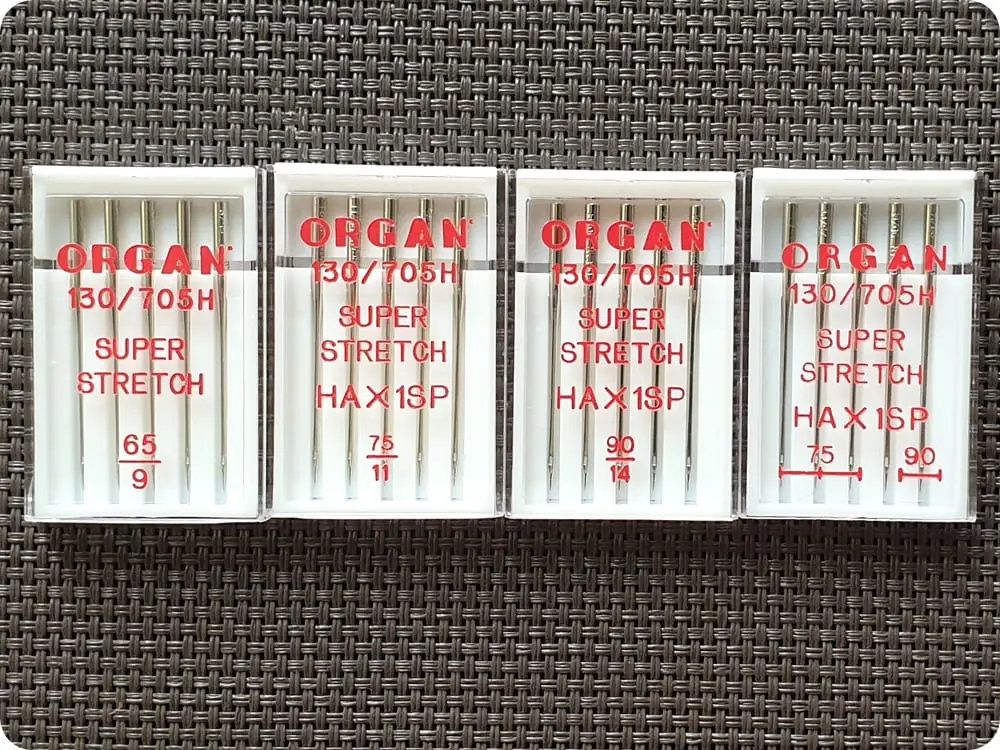 ORGAN
130/705H
SUPER
STRETCH
65
9
ORGAN
130/705H
SUPER
STRETCH
HAX1SP
75
11
ORGAN
130/705H
SUPER
STRETCH
HAX1SP
90
14
ORGAN
130/705H
SUPER
STRETCH
HAX1SP
75 90